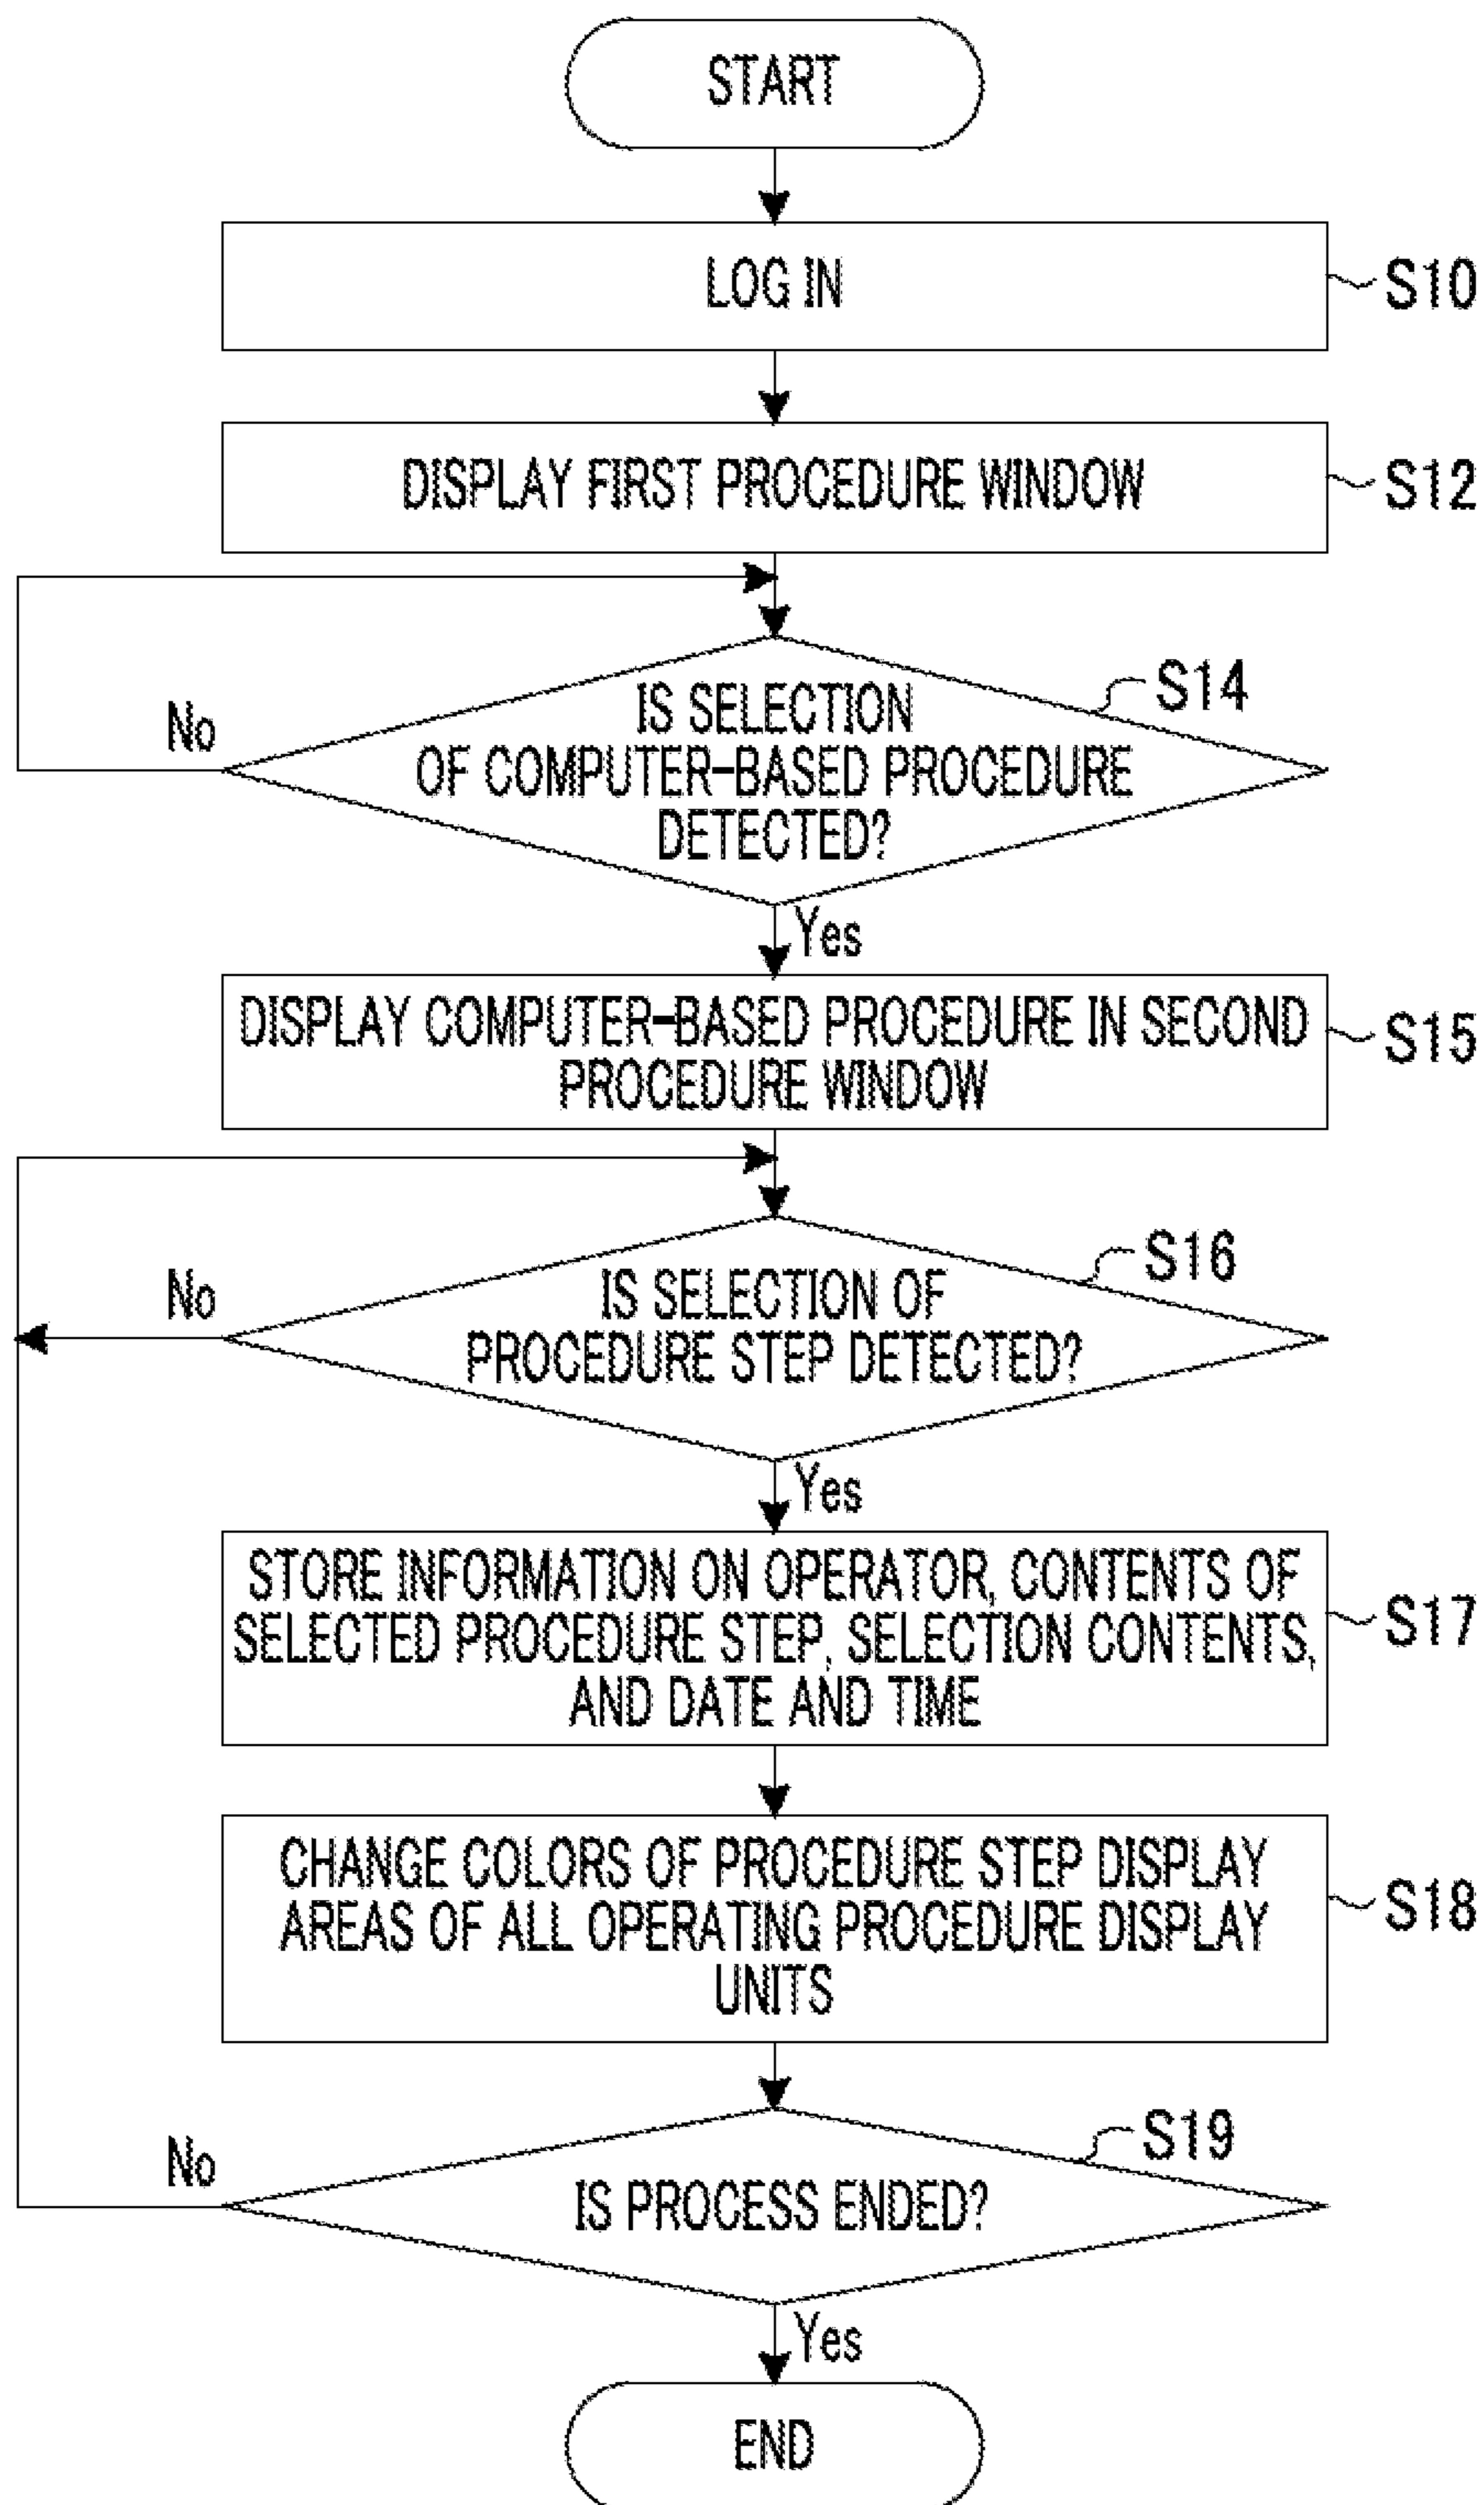 START
LOG IN
S10
DISPLAY FIRST PROCEDURE WINDOW
S12
S14
No
IS SELECTION
OF COMPUTER-BASED PROCEDURE
DETECTED?
Yes
DISPLAY COMPUTER-BASED PROCEDURE IN SECOND
PROCEDURE WINDOW
S15
S16
No
IS SELECTION OF
PROCEDURE STEP DETECTED?
Yes
STORE INFORMATION ON OPERATOR, CONTENTS OF
SELECTED PROCEDURE STEP, SELECTION CONTENTS,
AND DATE AND TIME
S17
CHANGE COLORS OF PROCEDURE STEP DISPLAY
AREAS OF ALL OPERATING PROCEDURE DISPLAY
UNITS
S18
S19
No
IS PROCESS ENDED?
Yes
END